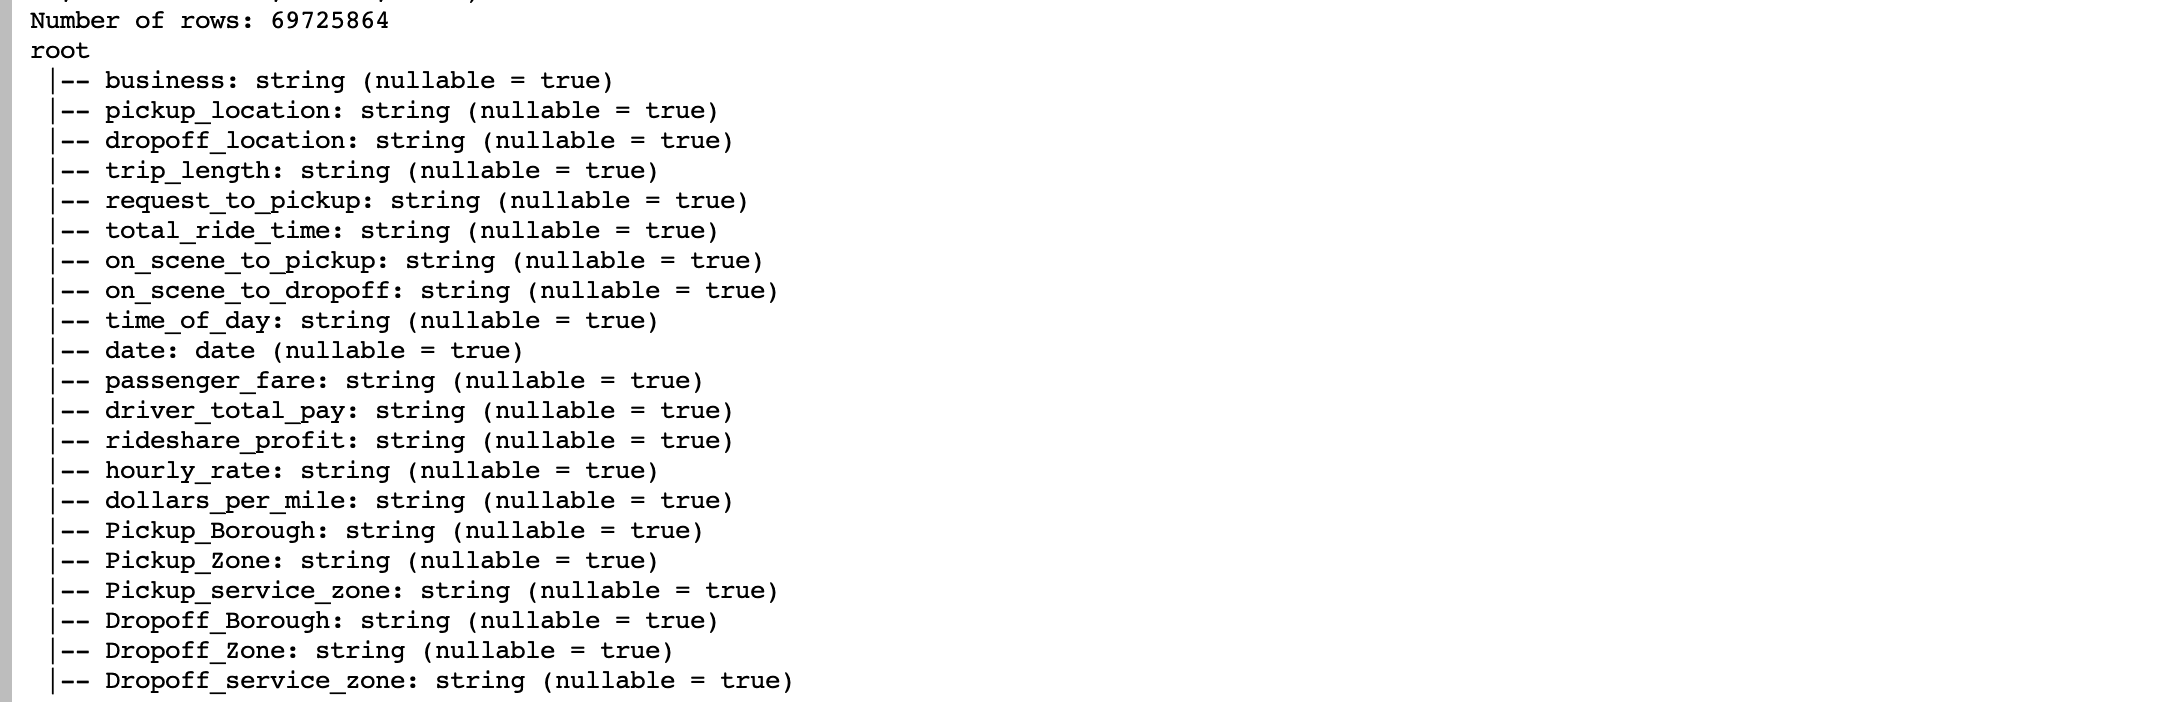 Number of rows: 69725864
root
 |-- business: string (nullable = true)
 |-- pickup_location: string (nullable = true)
 |-- dropoff_location: string (nullable = true)
 |-- trip_length: string (nullable = true)
 |-- request_to_pickup: string (nullable = true)
 |-- total_ride_time: string (nullable = true)
 |-- on_scene_to_pickup: string (nullable = true)
 |-- on_scene_to_dropoff: string (nullable = true)
 |-- time_of_day: string (nullable = true)
 |-- date: date (nullable = true)
 |-- passenger_fare: string (nullable = true)
 |-- driver_total_pay: string (nullable = true)
 |-- rideshare_profit: string (nullable = true)
 |-- hourly_rate: string (nullable = true)
 |-- dollars_per_mile: string (nullable = true)
 |-- Pickup_Borough: string (nullable = true)
 |-- Pickup_Zone: string (nullable = true)
 |-- Pickup_service_zone: string (nullable = true)
 |-- Dropoff_Borough: string (nullable = true)
 |-- Dropoff_Zone: string (nullable = true)
 |-- Dropoff_service_zone: string (nullable = true)